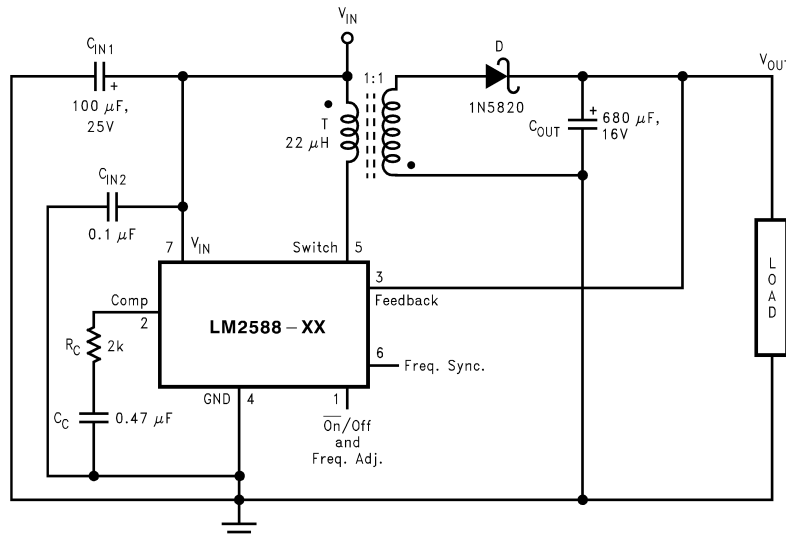 V_IN
C_IN1
+
100 μF,
25V
1:1
D
1N5820
V_OUT
T
22 μH
+
C_OUT
680 μF,
16V
C_IN2
0.1 μF
7
V_IN
Switch
5
3
Feedback
Comp
2
LM2588-XX
R_C
2k
6
Freq. Sync.
GND
4
1
C_C
0.47 μF
On/Off
and
Freq. Adj.
LOAD